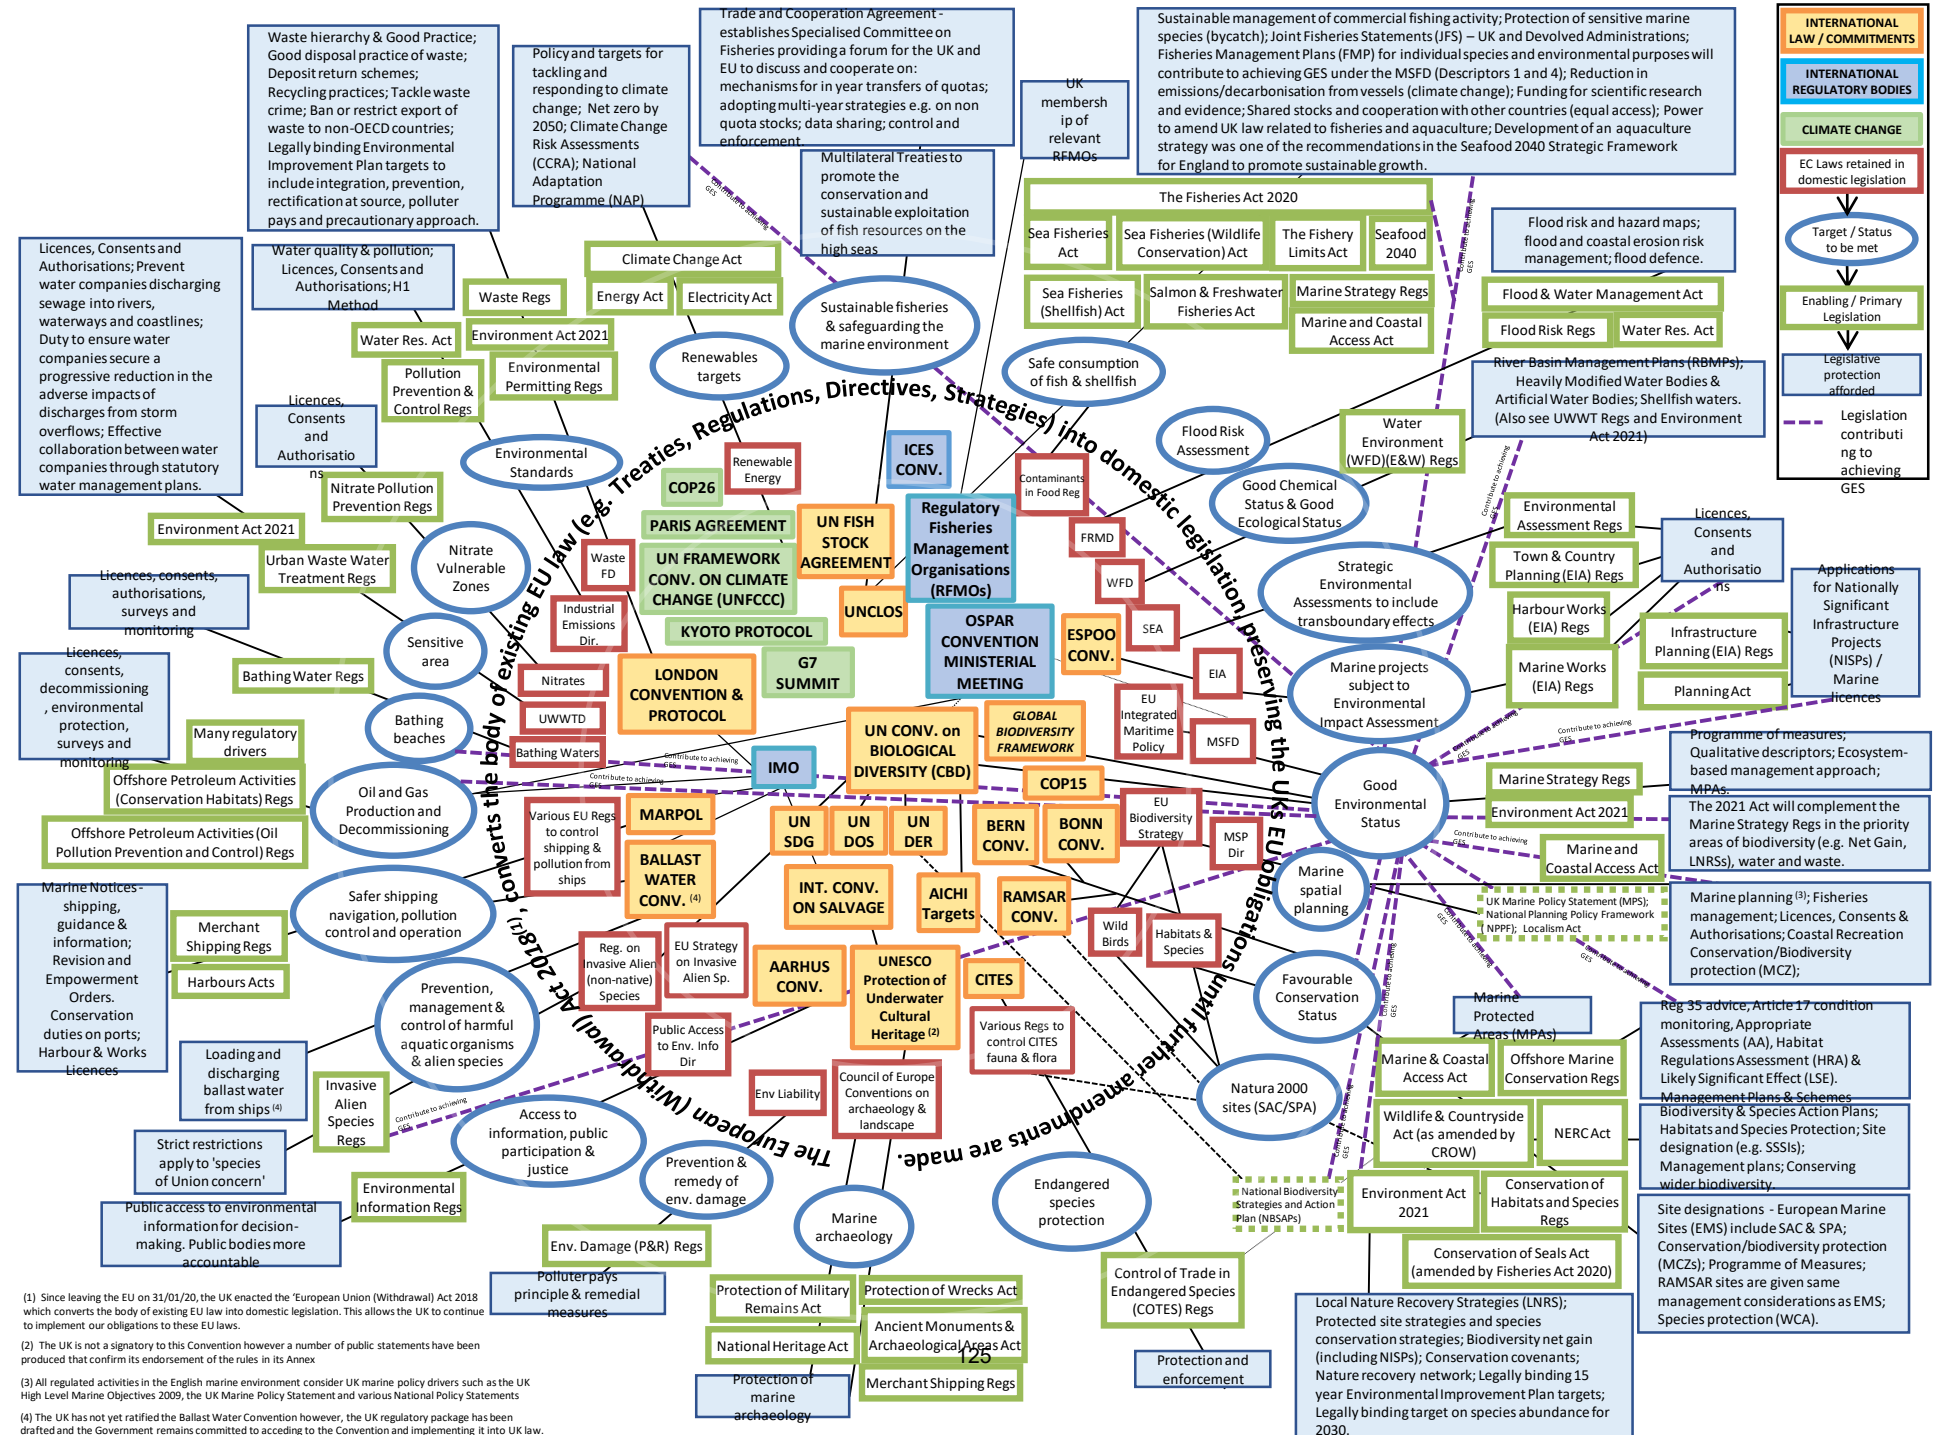 Waste hierarchy & Good Practice;
Good disposal practice of waste;
Deposit return schemes;
Recycling practices; Tackle waste
crime; Ban or restrict export of
waste to non-OECD countries;
Legally binding Environmental
Improvement Plan targets to
include integration, prevention,
rectification at source, polluter
pays and precautionary approach.
Policy and targets for
tackling and
responding to climate
change; Net zero by
2050; Climate Change
Risk Assessments
(CCRA); National
Adaptation
Programme (NAP)
Trade and Cooperation Agreement -
establishes Specialised Committee on
Fisheries providing a forum for the UK and
EU to discuss and cooperate on:
mechanisms for in year transfers of quotas;
adopting multi-year strategies e.g. on non
quota stocks; data sharing; control and
enforcement.
Multilateral Treaties to
promote the
conservation and
sustainable exploitation
of fish resources on the
high seas
UK
membersh
ip of
relevant
RFMOs
Sustainable management of commercial fishing activity; Protection of sensitive marine
species (bycatch); Joint Fisheries Statements (JFS) – UK and Devolved Administrations;
Fisheries Management Plans (FMP) for individual species and environmental purposes will
contribute to achieving GES under the MSFD (Descriptors 1 and 4); Reduction in
emissions/decarbonisation from vessels (climate change); Funding for scientific research
and evidence; Shared stocks and cooperation with other countries (equal access); Power
to amend UK law related to fisheries and aquaculture; Development of an aquaculture
strategy was one of the recommendations in the Seafood 2040 Strategic Framework
for England to promote sustainable growth.
INTERNATIONAL
LAW / COMMITMENTS
INTERNATIONAL
REGULATORY BODIES
CLIMATE CHANGE
EC Laws retained in
domestic legislation
Target / Status
to be met
Enabling / Primary
Legislation
Legislative
protection
afforded
Legislation
contributi
ng to
achieving
GES
The Fisheries Act 2020
Sea Fisheries
Act
Sea Fisheries (Wildlife
Conservation) Act
The Fishery
Limits Act
Seafood
2040
Sea Fisheries
(Shellfish) Act
Salmon & Freshwater
Fisheries Act
Marine Strategy Regs
Marine and Coastal
Access Act
Contribute to achieving
GES
Contribute to achieving
GES
Flood risk and hazard maps;
flood and coastal erosion risk
management; flood defence.
Flood & Water Management Act
Flood Risk Regs
Water Res. Act
River Basin Management Plans (RBMPs);
Heavily Modified Water Bodies &
Artificial Water Bodies; Shellfish waters.
(Also see UWWT Regs and Environment
Act 2021)
Licences, Consents and
Authorisations; Prevent
water companies discharging
sewage into rivers,
waterways and coastlines;
Duty to ensure water
companies secure a
progressive reduction in the
adverse impacts of
discharges from storm
overflows; Effective
collaboration between water
companies through statutory
water management plans.
Water quality & pollution;
Licences, Consents and
Authorisations; H1
Method
Climate Change Act
Energy Act
Electricity Act
Waste Regs
Environment Act 2021
Water Res. Act
Environmental
Permitting Regs
Pollution
Prevention &
Control Regs
Licences,
Consents
and
Authorisatio
ns
Nitrate Pollution
Prevention Regs
Environment Act 2021
Urban Waste Water
Treatment Regs
Licences, consents,
authorisations,
surveys and
monitoring
Bathing Water Regs
Licences,
consents,
decommissioning
, environmental
protection,
surveys and
monitoring
Many regulatory
drivers
Offshore Petroleum Activities
(Conservation Habitats) Regs
Offshore Petroleum Activities (Oil
Pollution Prevention and Control) Regs
Marine Notices -
shipping,
guidance &
information;
Revision and
Empowerment
Orders.
Conservation
duties on ports;
Harbour & Works
Licences
Merchant
Shipping Regs
Harbours Acts
Loading and
discharging
ballast water
from ships (4)
Invasive
Alien
Species
Regs
Strict restrictions
apply to 'species
of Union concern'
Public access to environmental
information for decision-
making. Public bodies more
accountable
Environmental
Information Regs
Contribute to achieving
GES
Sustainable fisheries
& safeguarding the
marine environment
Renewables
targets
Environmental
Standards
Nitrate
Vulnerable
Zones
Sensitive
area
Bathing
beaches
Oil and Gas
Production and
Decommissioning
Safer shipping
navigation, pollution
control and operation
Prevention,
management &
control of harmful
aquatic organisms
& alien species
Access to
information, public
participation &
justice
Prevention &
remedy of
env. damage
Marine
archaeology
Endangered
species
protection
Natura 2000
sites (SAC/SPA)
Favourable
Conservation
Status
Marine
spatial
planning
Good
Environmental
Status
Marine projects
subject to
Environmental
Impact Assessment
Strategic
Environmental
Assessments to include
transboundary effects
Good Chemical
Status & Good
Ecological Status
Flood Risk
Assessment
Safe consumption
of fish & shellfish
The European (Withdrawal) Act 2018(1), converts the body of existing EU law (e.g. Treaties, Regulations, Directives, Strategies) into domestic legislation, preserving the UKs EU obligations until further amendments are made.
COP26
Renewable
Energy
ICES
CONV.
PARIS AGREEMENT
UN FISH
STOCK
AGREEMENT
Regulatory
Fisheries
Management
Organisations
(RFMOs)
Contaminants
in Food Reg
FRMD
WFD
SEA
EIA
MSFD
Waste
FD
UN FRAMEWORK
CONV. ON CLIMATE
CHANGE (UNFCCC)
UNCLOS
Industrial
Emissions
Dir.
KYOTO PROTOCOL
G7
SUMMIT
OSPAR
CONVENTION
MINISTERIAL
MEETING
ESPOO
CONV.
EU
Integrated
Maritime
Policy
Nitrates
UWWTD
Bathing Waters
LONDON
CONVENTION &
PROTOCOL
Contribute to achieving
GES
Contribute to achieving
GES
IMO
UN CONV. on
BIOLOGICAL
DIVERSITY (CBD)
GLOBAL
BIODIVERSITY
FRAMEWORK
COP15
Various EU Regs
to control
shipping &
pollution from
ships
MARPOL
BALLAST
WATER
CONV. (4)
UN
SDG
UN
DOS
UN
DER
BERN
CONV.
BONN
CONV.
EU
Biodiversity
Strategy
MSP
Dir
INT. CONV.
ON SALVAGE
AICHI
Targets
RAMSAR
CONV.
Wild
Birds
Habitats &
Species
Reg. on
Invasive Alien
(non-native)
Species
EU Strategy
on Invasive
Alien Sp.
AARHUS
CONV.
UNESCO
Protection of
Underwater
Cultural
Heritage (2)
CITES
Various Regs to
control CITES
fauna & flora
Public Access
to Env. Info
Dir
Env Liability
Council of Europe
Conventions on
archaeology &
landscape
Water
Environment
(WFD)(E&W) Regs
Contribute to achieving
GES
Environmental
Assessment Regs
Town & Country
Planning (EIA) Regs
Harbour Works
(EIA) Regs
Marine Works
(EIA) Regs
Licences,
Consents
and
Authorisatio
ns
Infrastructure
Planning (EIA) Regs
Planning Act
Applications
for Nationally
Significant
Infrastructure
Projects
(NISPs) /
Marine
licences
Contribute to achieving
GES
Contribute to achieving
GES
Programme of measures;
Qualitative descriptors; Ecosystem-
based management approach;
MPAs.
Marine Strategy Regs
Environment Act 2021
Contribute to achieving
GES
The 2021 Act will complement the
Marine Strategy Regs in the priority
areas of biodiversity (e.g. Net Gain,
LNRSs), water and waste.
Marine and
Coastal Access Act
UK Marine Policy Statement (MPS);
National Planning Policy Framework
( NPPF); Localism Act
Marine planning (3); Fisheries
management; Licences, Consents &
Authorisations; Coastal Recreation
Conservation/Biodiversity
protection (MCZ);
Contribute to achieving
GES
Contribute to achieving
GES
Contribute to achieving
GES
Contribute to achieving
GES
Marine
Protected
Areas (MPAs)
Reg 35 advice, Article 17 condition
monitoring, Appropriate
Assessments (AA), Habitat
Regulations Assessment (HRA) &
Likely Significant Effect (LSE).
Management Plans & Schemes
Marine & Coastal
Access Act
Offshore Marine
Conservation Regs
Wildlife & Countryside
Act (as amended by
CROW)
NERC Act
Biodiversity & Species Action Plans;
Habitats and Species Protection; Site
designation (e.g. SSSIs);
Management plans; Conserving
wider biodiversity.
National Biodiversity
Strategies and Action
Plan (NBSAPs)
Environment Act
2021
Conservation of
Habitats and Species
Regs
Conservation of Seals Act
(amended by Fisheries Act 2020)
Site designations - European Marine
Sites (EMS) include SAC & SPA;
Conservation/biodiversity protection
(MCZs); Programme of Measures;
RAMSAR sites are given same
management considerations as EMS;
Species protection (WCA).
Local Nature Recovery Strategies (LNRS);
Protected site strategies and species
conservation strategies; Biodiversity net gain
(including NISPs); Conservation covenants;
Nature recovery network; Legally binding 15
year Environmental Improvement Plan targets;
Legally binding target on species abundance for
2030.
Control of Trade in
Endangered Species
(COTES) Regs
Protection and
enforcement
Env. Damage (P&R) Regs
Polluter pays
principle & remedial
measures
Protection of Military
Remains Act
Protection of Wrecks Act
National Heritage Act
Ancient Monuments &
Archaeological Areas Act
Merchant Shipping Regs
Protection of
marine
archaeology
125
(1) Since leaving the EU on 31/01/20, the UK enacted the 'European Union (Withdrawal) Act 2018
which converts the body of existing EU law into domestic legislation. This allows the UK to continue
to implement our obligations to these EU laws.
(2) The UK is not a signatory to this Convention however a number of public statements have been
produced that confirm its endorsement of the rules in its Annex
(3) All regulated activities in the English marine environment consider UK marine policy drivers such as the UK
High Level Marine Objectives 2009, the UK Marine Policy Statement and various National Policy Statements
(4) The UK has not yet ratified the Ballast Water Convention however, the UK regulatory package has been
drafted and the Government remains committed to acceding to the Convention and implementing it into UK law.